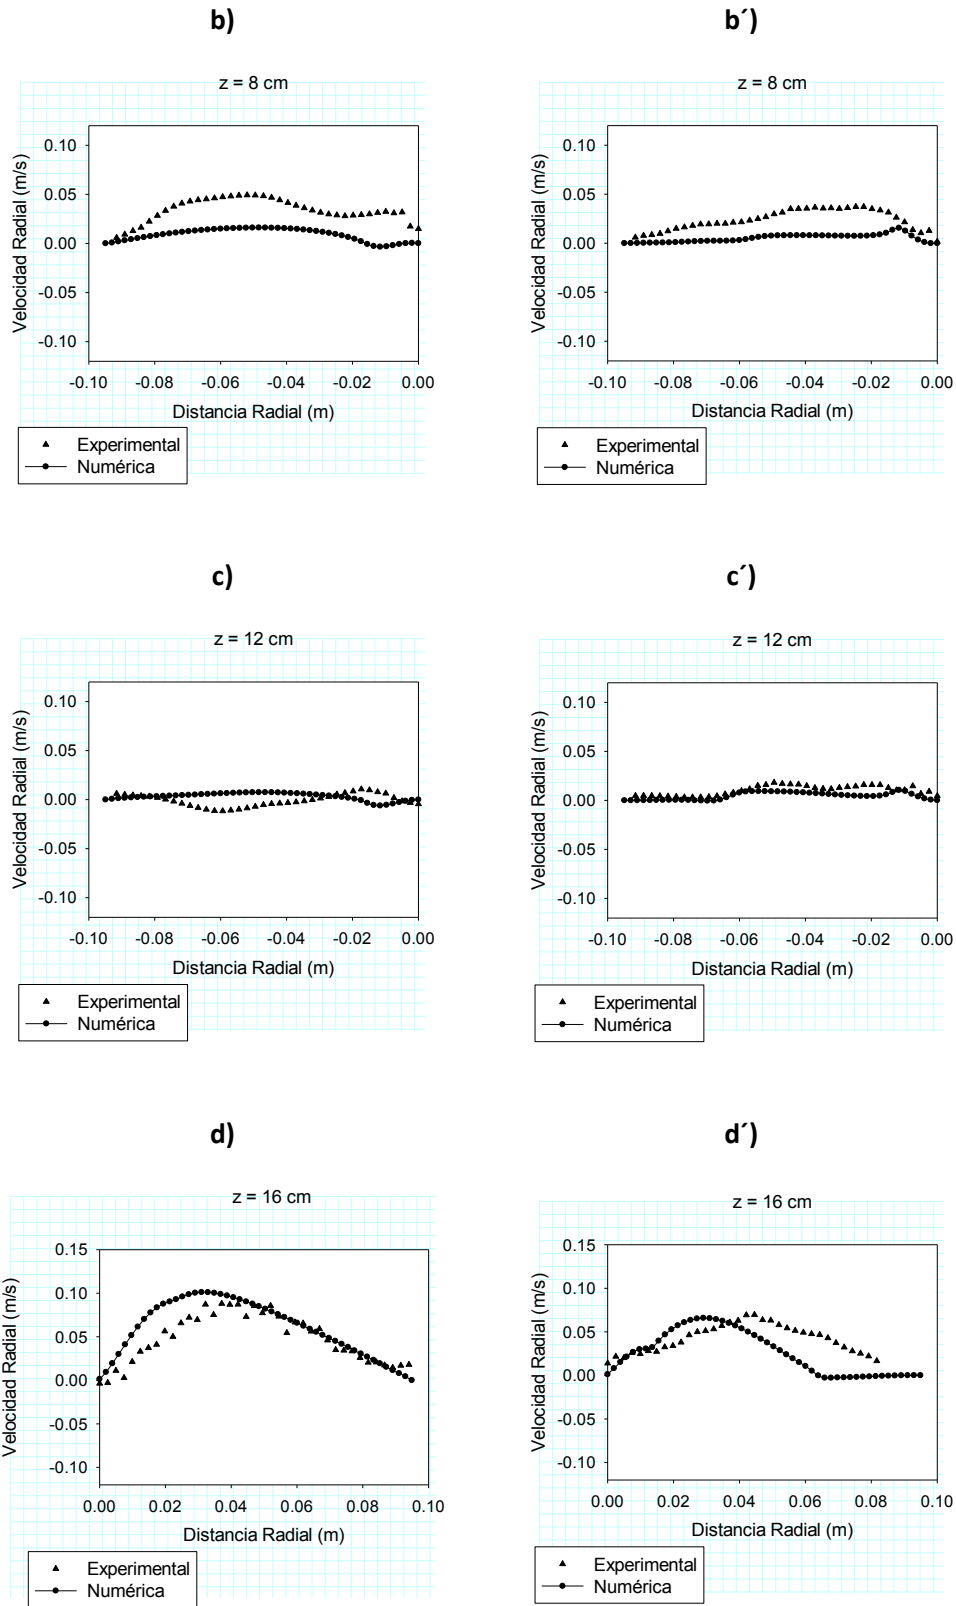 b)
b´)
z = 8 cm
Velocidad Radial (m/s)
0.10
0.05
0.00
-0.05
-0.10
-0.10 -0.08 -0.06 -0.04 -0.02 0.00
Distancia Radial (m)
Experimental
Numérica
z = 8 cm
Velocidad Radial (m/s)
0.10
0.05
0.00
-0.05
-0.10
-0.10 -0.08 -0.06 -0.04 -0.02 0.00
Distancia Radial (m)
Experimental
Numérica
c)
c´)
z = 12 cm
Velocidad Radial (m/s)
0.10
0.05
0.00
-0.05
-0.10
-0.10 -0.08 -0.06 -0.04 -0.02 0.00
Distancia Radial (m)
Experimental
Numérica
z = 12 cm
Velocidad Radial (m/s)
0.10
0.05
0.00
-0.05
-0.10
-0.10 -0.08 -0.06 -0.04 -0.02 0.00
Distancia Radial (m)
Experimental
Numérica
d)
d´)
z = 16 cm
Velocidad Radial (m/s)
0.15
0.10
0.05
0.00
-0.05
-0.10
0.00 0.02 0.04 0.06 0.08 0.10
Distancia Radial (m)
Experimental
Numérica
z = 16 cm
Velocidad Radial (m/s)
0.15
0.10
0.05
0.00
-0.05
-0.10
0.00 0.02 0.04 0.06 0.08 0.10
Distancia Radial (m)
Experimental
Numérica